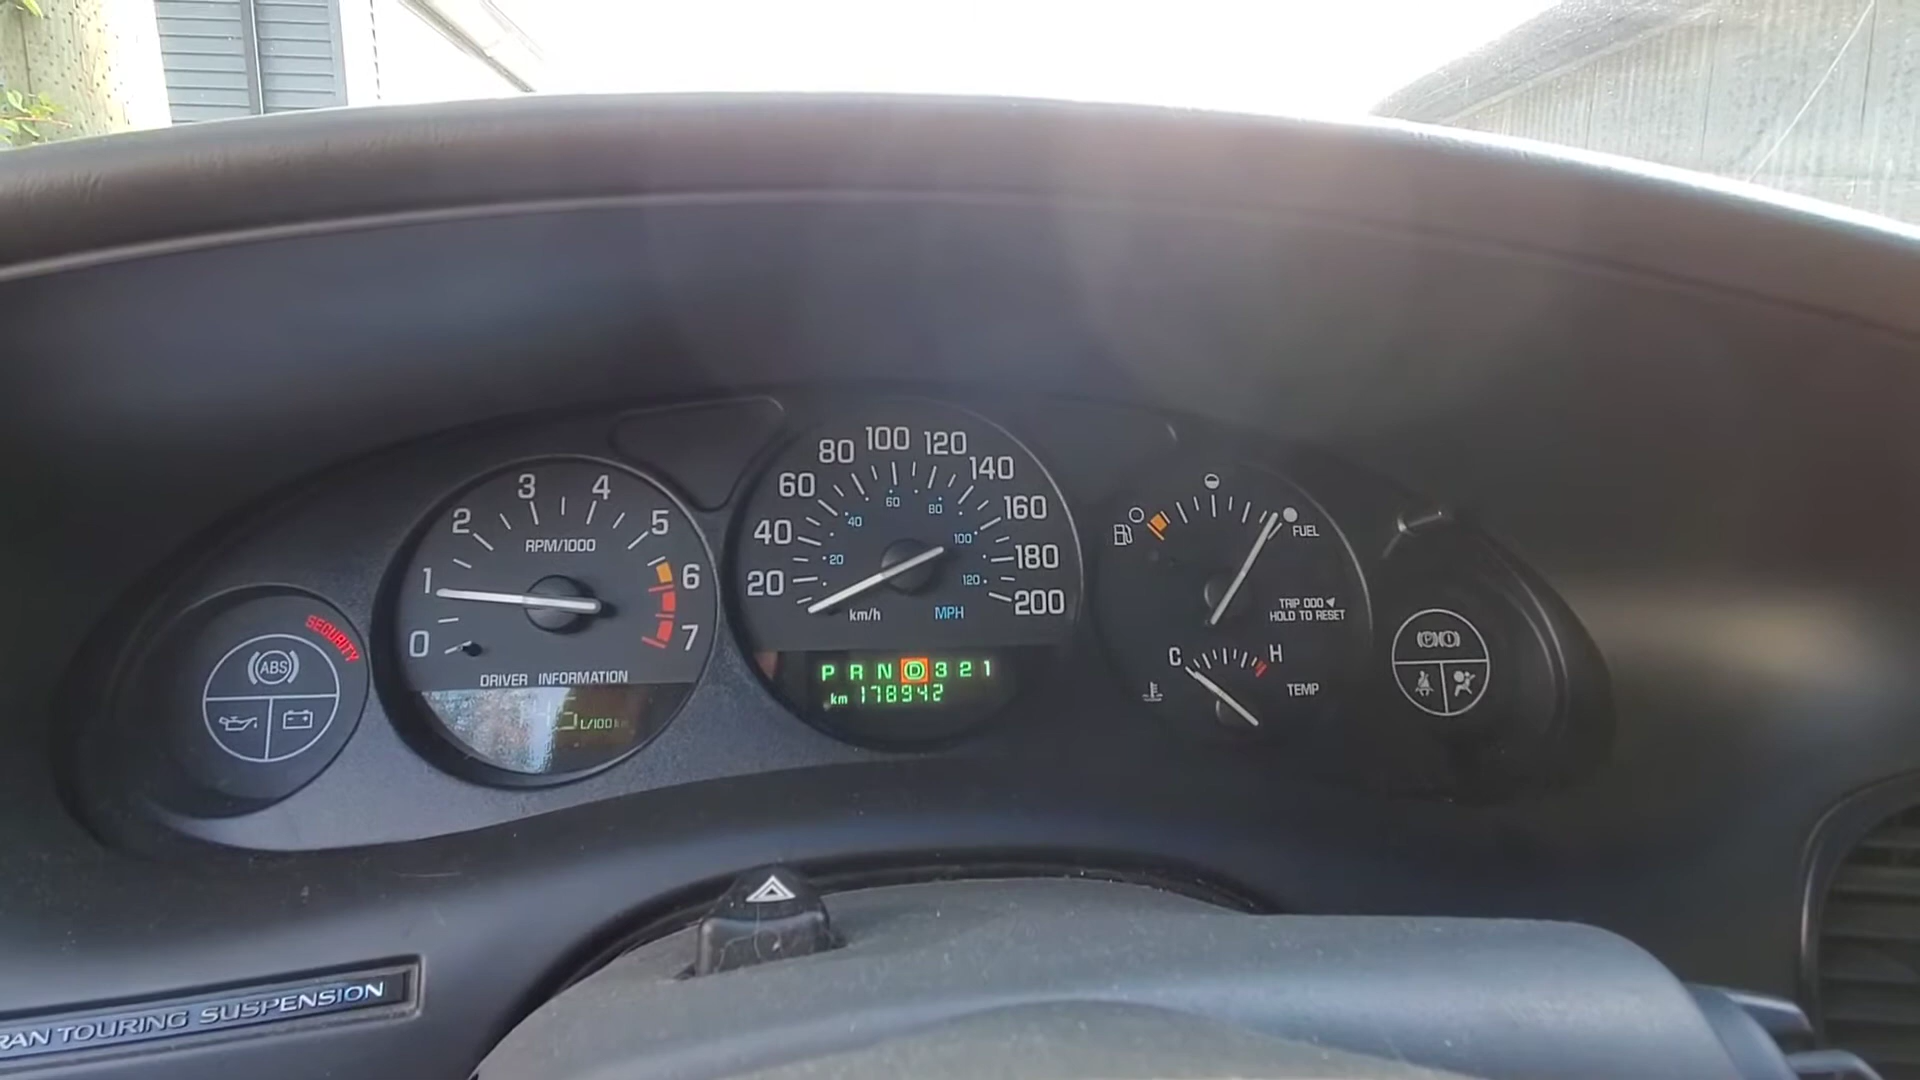 SECURITY
ABS
0
1
2
3
4
5
6
7
RPM/1000
DRIVER INFORMATION
L/100
20
40
60
80
100
120
140
160
180
200
20
40
60
80
100
120
km/h
MPH
P R N D 3 2 1
km 178942
FUEL
TRIP ODO
HOLD TO RESET
C
H
TEMP
RAN TOURING SUSPENSION